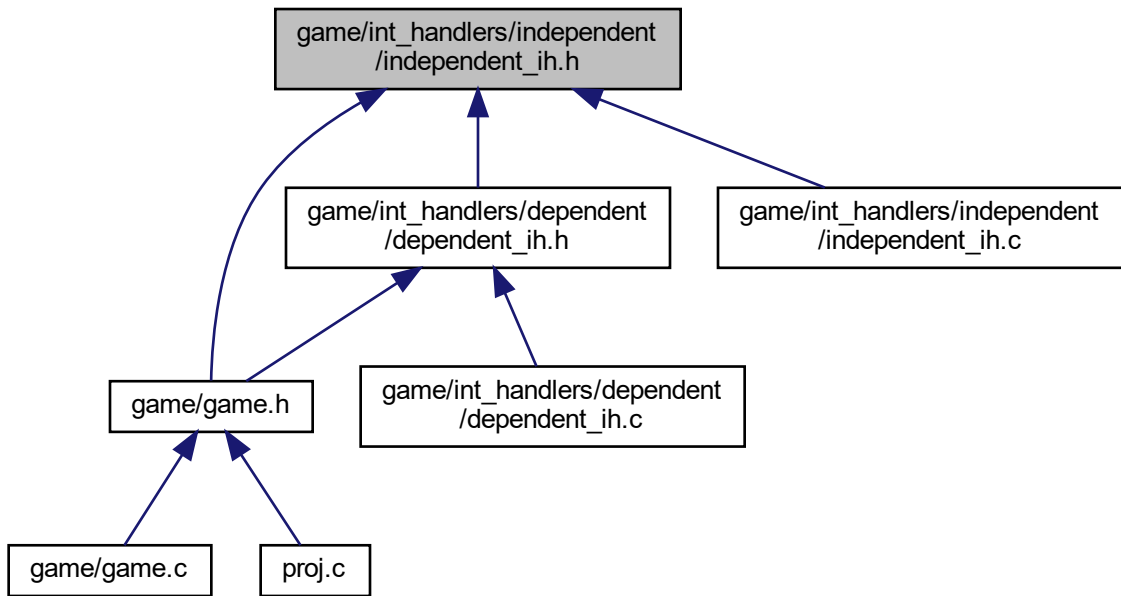 game/int_handlers/independent
/independent_ih.h
game/int_handlers/dependent
/dependent_ih.h
game/int_handlers/independent
/independent_ih.c
game/game.h
game/int_handlers/dependent
/dependent_ih.c
game/game.c
proj.c